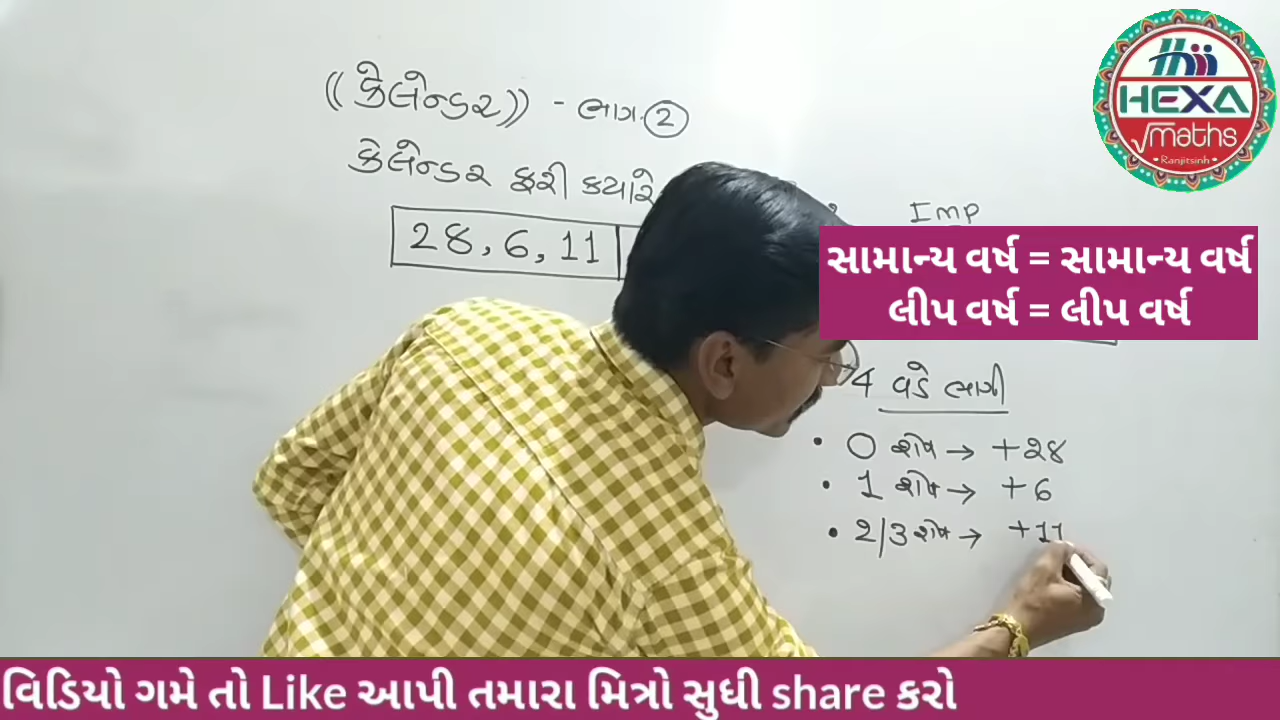 ((કેલેન્ડર)) - ભાગ-2
કેલેન્ડર ફરી ક્યારે
28, 6, 11
Imp
HEXA
maths
Ranjitsinh
સામાન્ય વર્ષ = સામાન્ય વર્ષ
લીપ વર્ષ = લીપ વર્ષ
4 વડે ભાગી
• 0 શેષ → +28
• 1 શેષ → +6
• 2/3 શેષ → +11
વિડિયો ગમે તો Like આપી તમારા મિત્રો સુધી share કરો